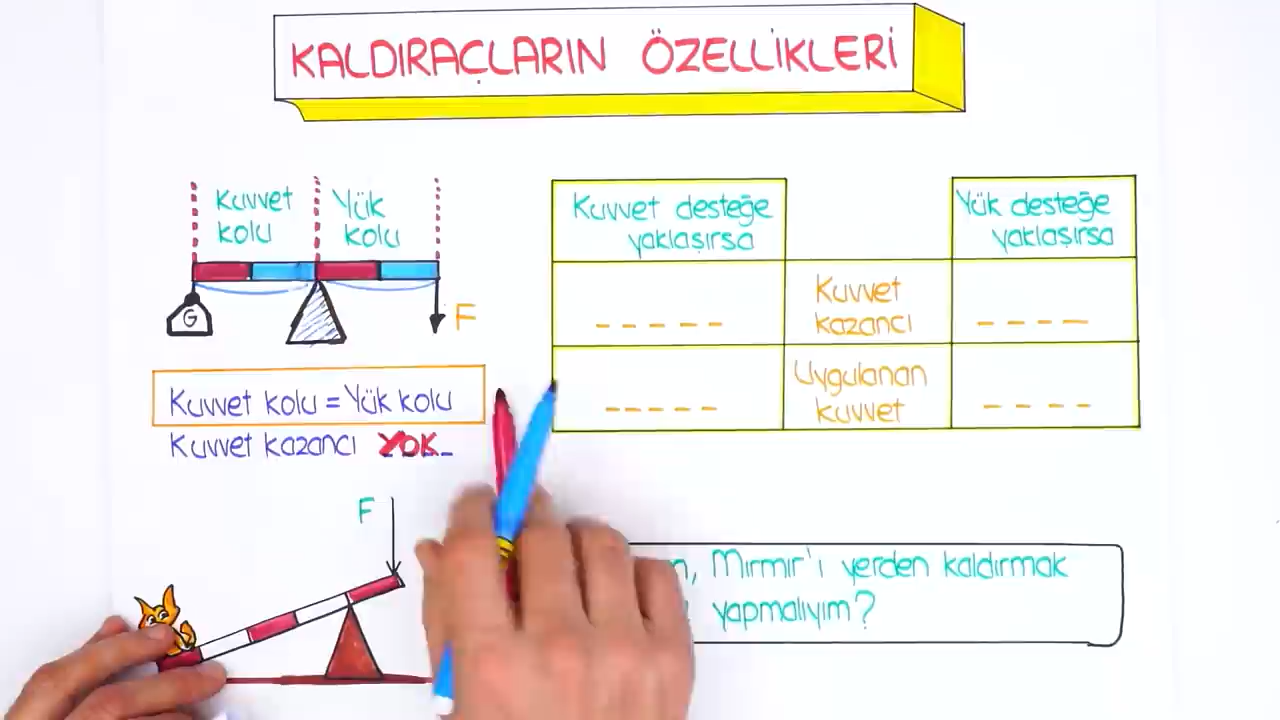 KALDIRAÇLARIN ÖZELLİKLERİ
Kuvvet
kolu
Yük
kolu
G
F
Kuvvet kolu = Yük kolu
Kuvvet kazancı YOK
Kuvvet desteğe
yaklaşırsa
Yük desteğe
yaklaşırsa
Kuvvet
kazancı
Uygulanan
kuvvet
F
Mırmır'ı yerden kaldırmak
yapmalıyım?